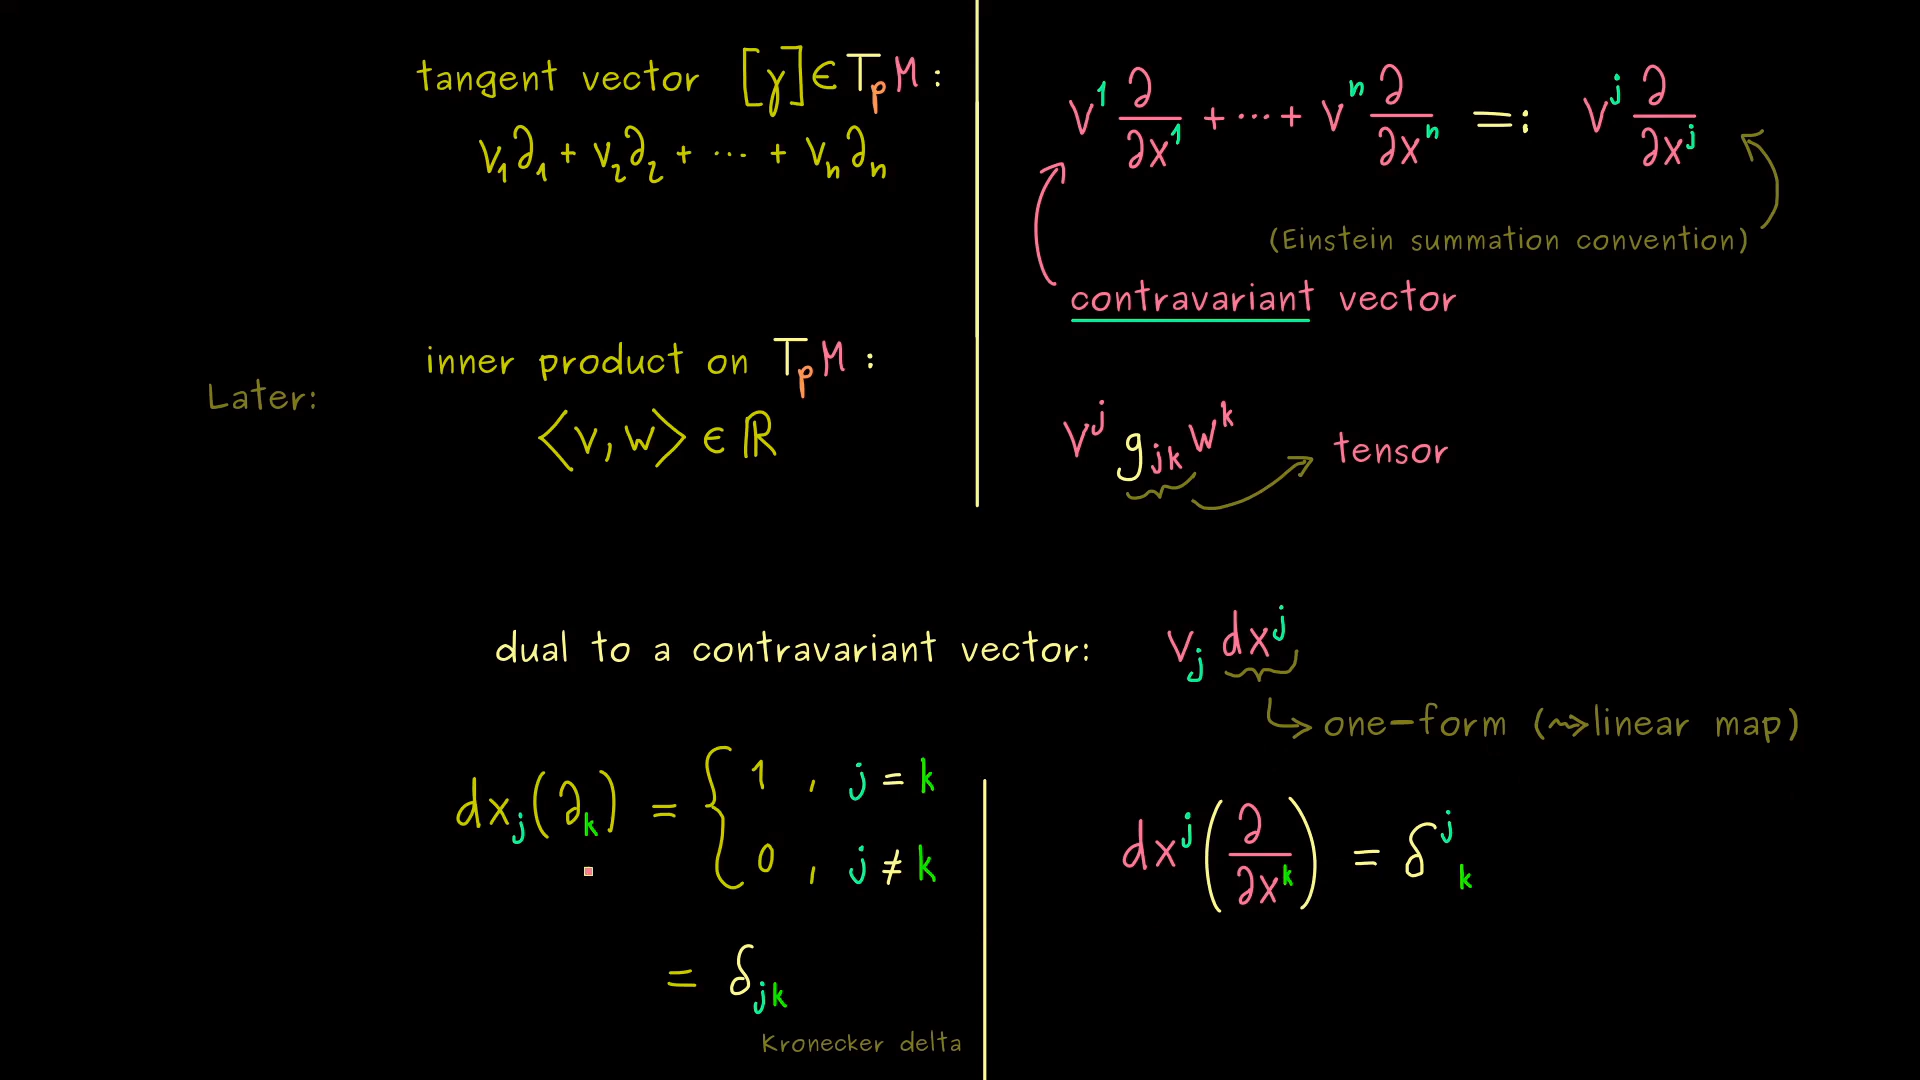 tangent vector [γ] ∈ TₚM :
v₁∂₁ + v₂∂₂ + ⋯ + vₙ∂ₙ
v¹ ∂/∂x¹ + ⋯ + vⁿ ∂/∂xⁿ =: vʲ ∂/∂xʲ
(Einstein summation convention)
contravariant vector
Later:
inner product on TₚM :
⟨v, w⟩ ∈ ℝ
vʲ gⱼₖ wᵏ → tensor
dual to a contravariant vector: vⱼ dxʲ
↳ one-form (⇝ linear map)
dxⱼ(∂ₖ) = { 1 , j = k
0 , j ≠ k
= δⱼₖ
Kronecker delta
dxʲ(∂/∂xᵏ) = δʲₖ